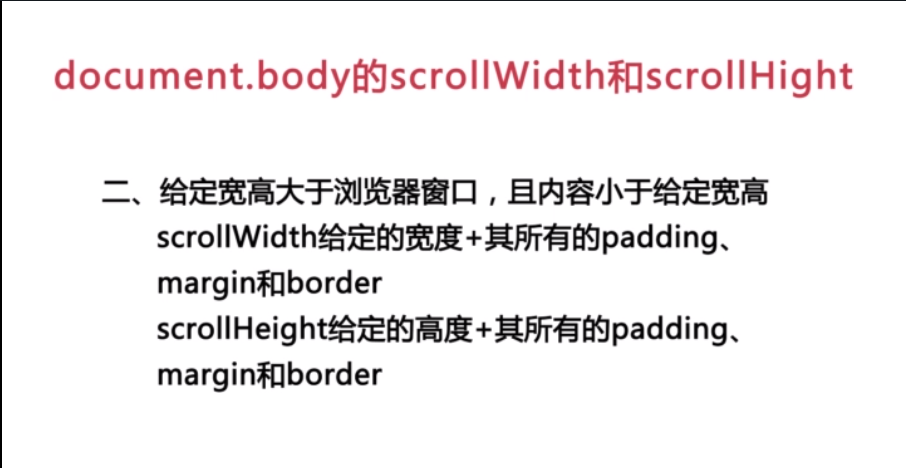 document.body的scrollWidth和scrollHight
二、给定宽高大于浏览器窗口，且内容小于给定宽高
scrollWidth给定的宽度+其所有的padding、
margin和border
scrollHeight给定的高度+其所有的padding、
margin和border